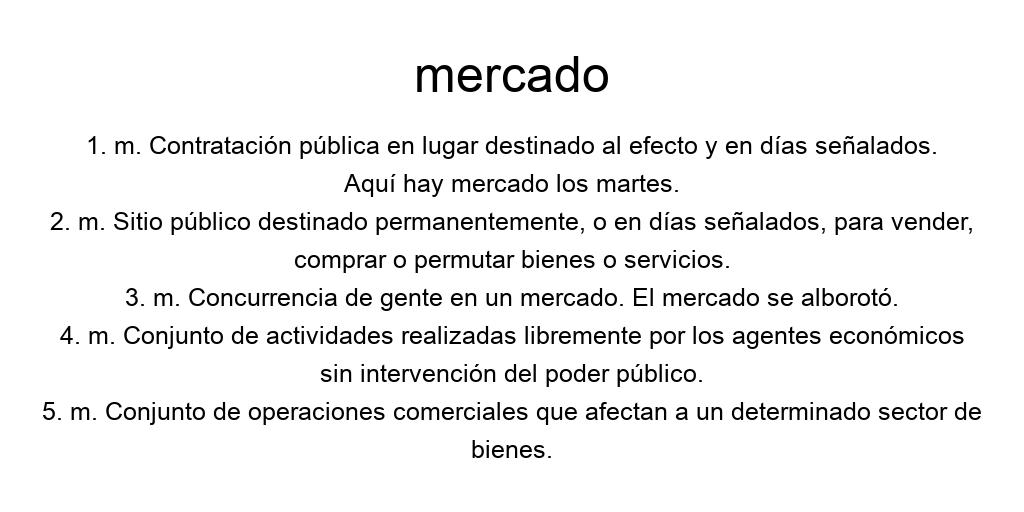 mercado
1. m. Contratación pública en lugar destinado al efecto y en días señalados.
Aquí hay mercado los martes.
2. m. Sitio público destinado permanentemente, o en días señalados, para vender,
comprar o permutar bienes o servicios.
3. m. Concurrencia de gente en un mercado. El mercado se alborotó.
4. m. Conjunto de actividades realizadas libremente por los agentes económicos
sin intervención del poder público.
5. m. Conjunto de operaciones comerciales que afectan a un determinado sector de
bienes.